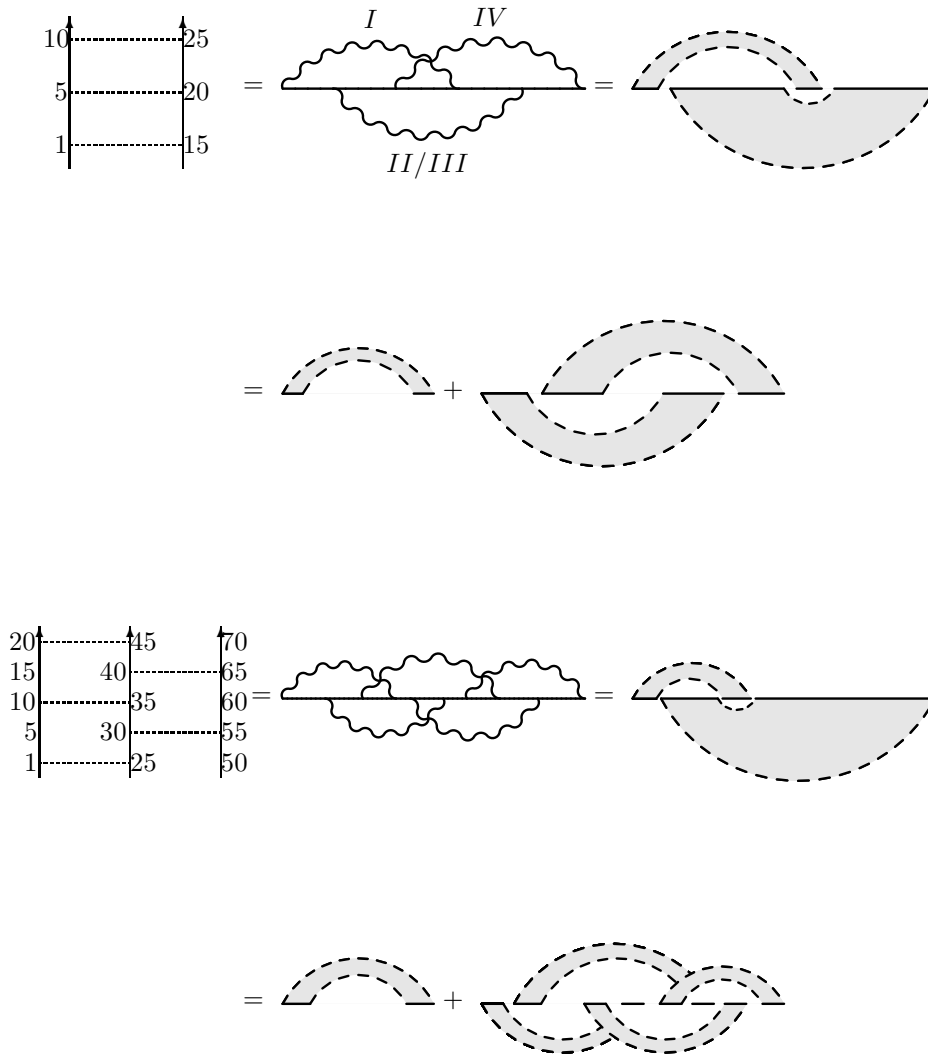 I IV
10 25
= =
5 20
1 15
II/III
= +
20 45 70
15 40 65
10 35 60 = =
5 30 55
1 25 50
= +